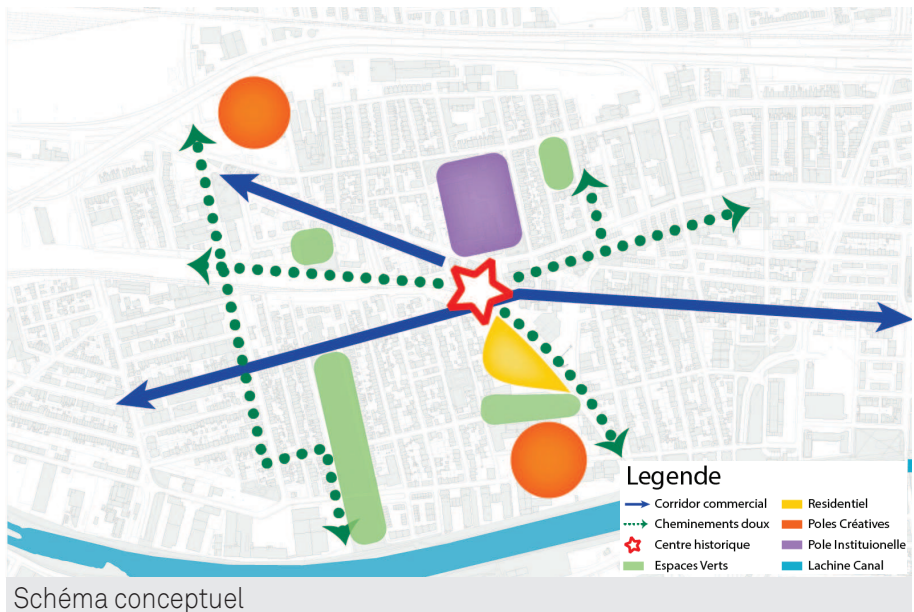 Legende
Corridor commercial
Cheminements doux
Centre historique
Espaces Verts
Residentiel
Poles Créatives
Pole Instituionelle
Lachine Canal
Schéma conceptuel